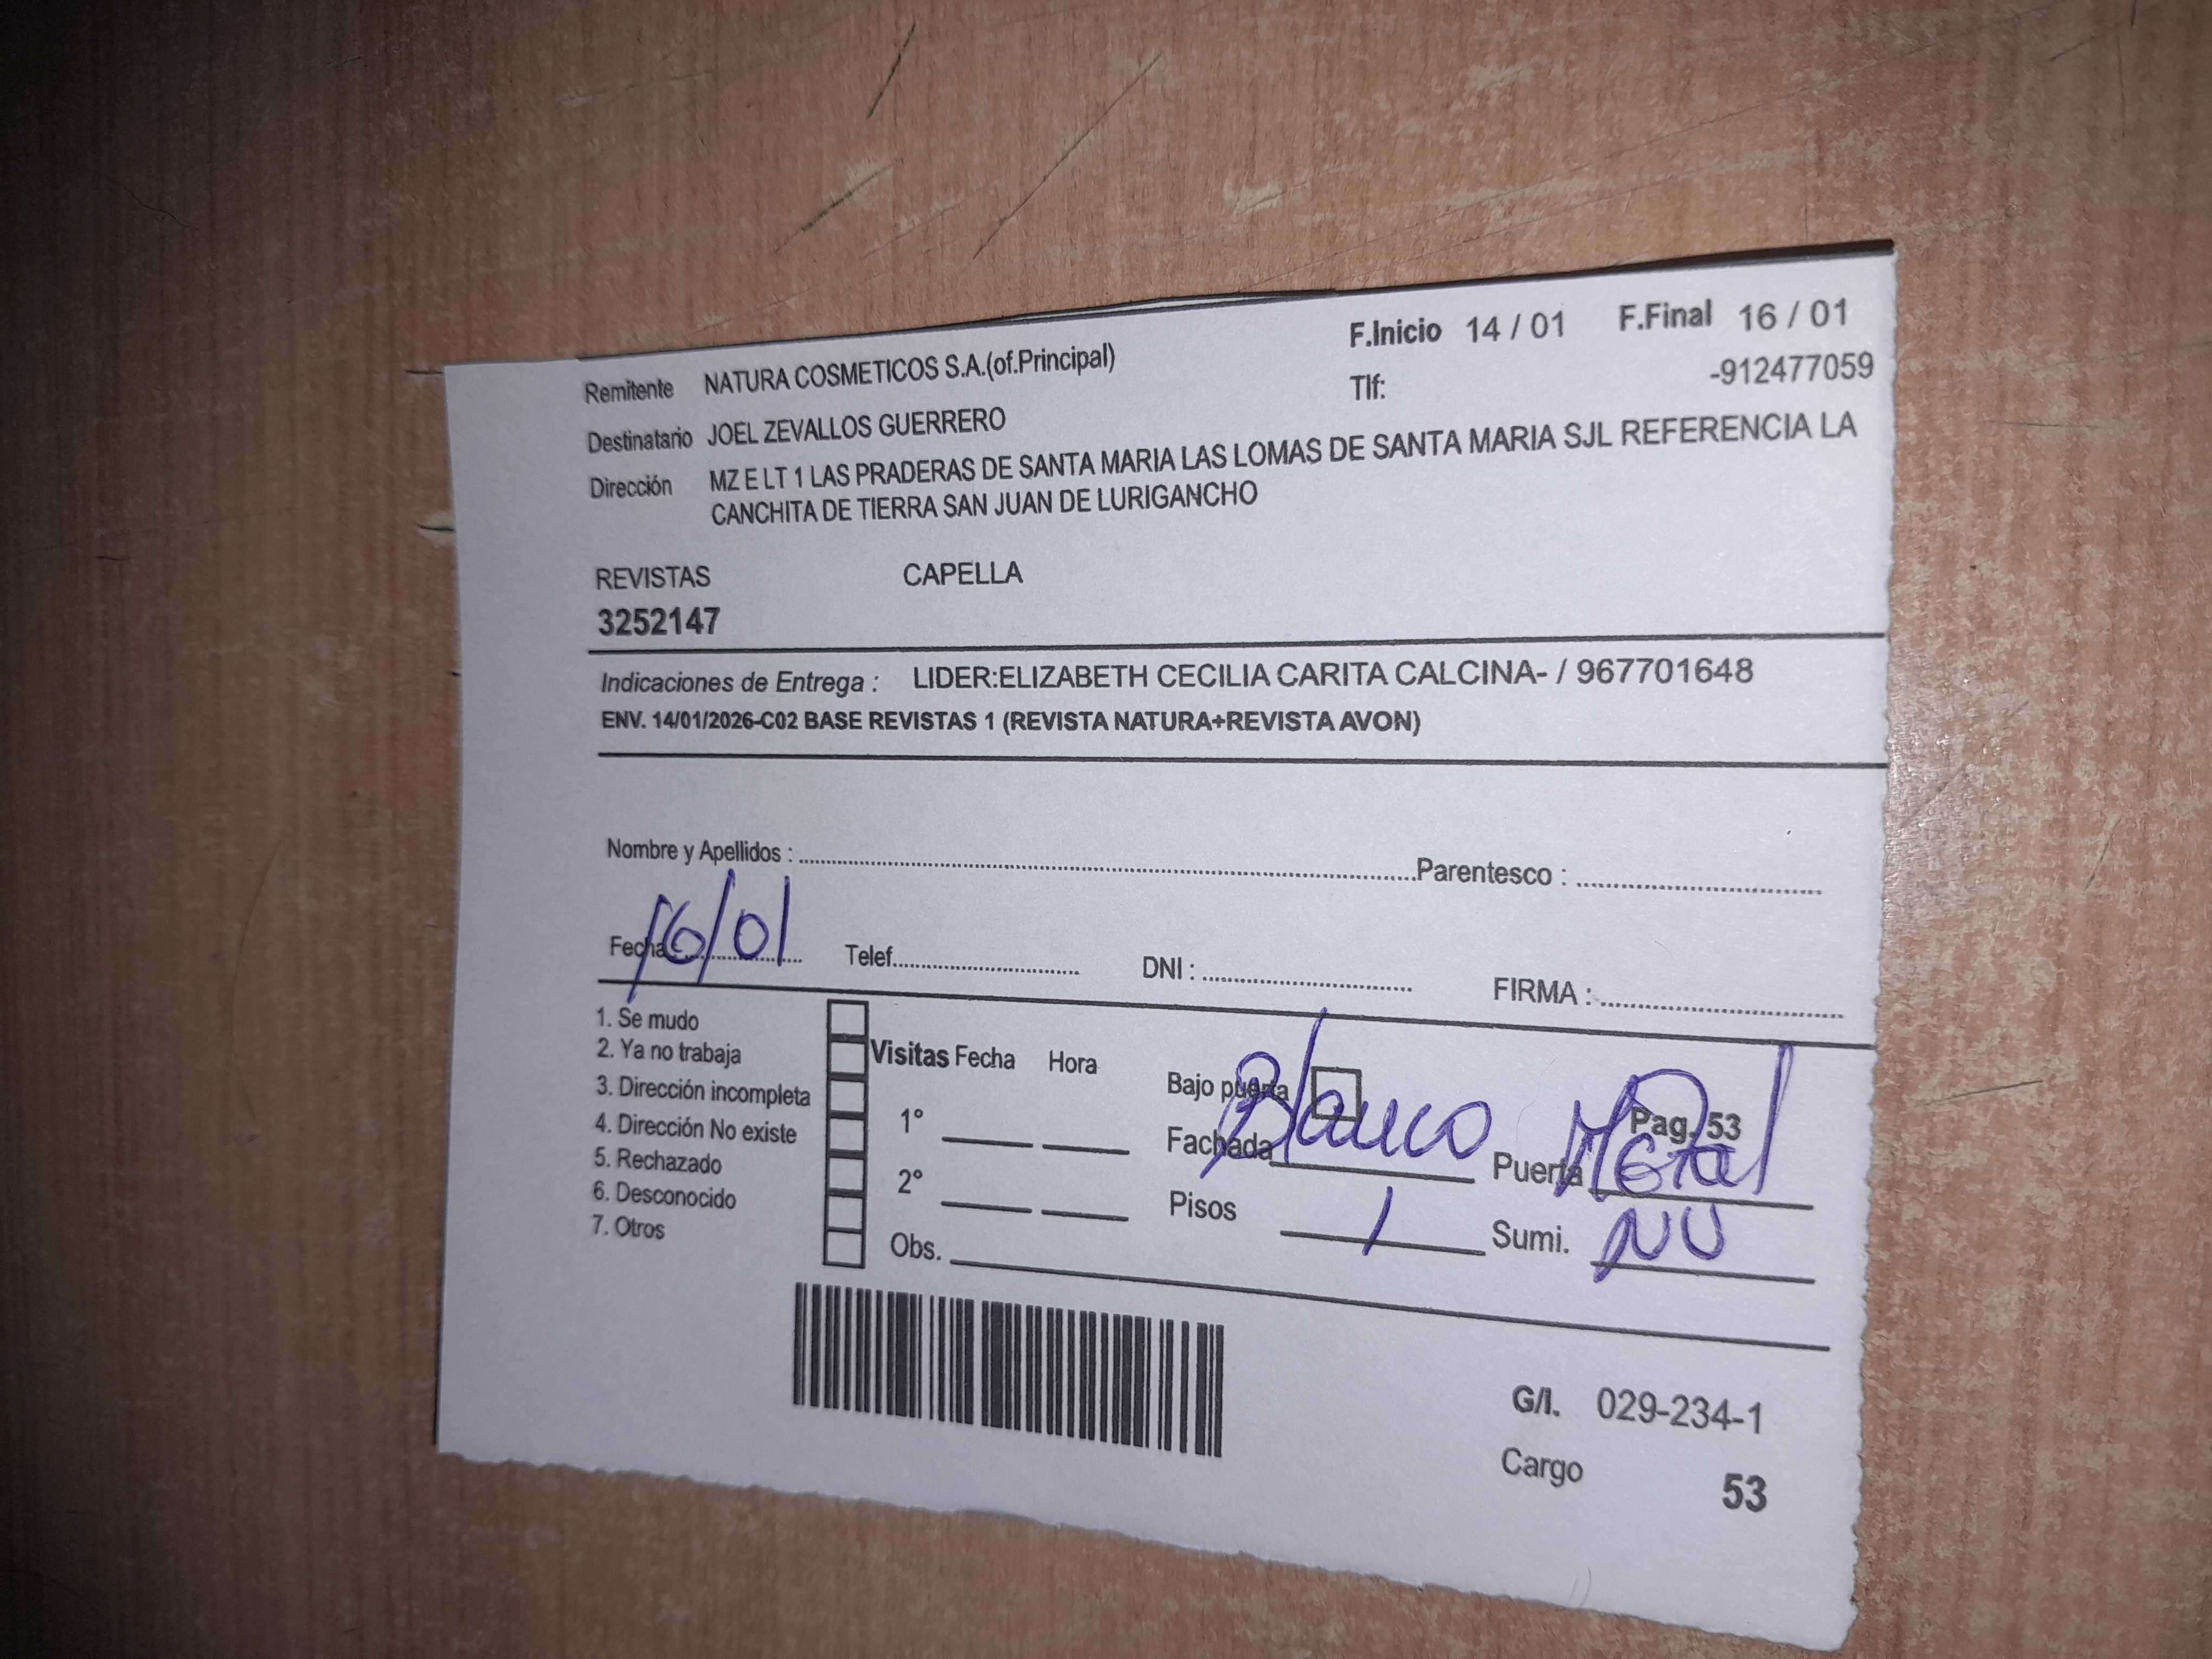 F.Inicio 14 / 01 F.Final 16 / 01
Remitente NATURA COSMETICOS S.A.(of.Principal)
Tlf: -912477059
Destinatario JOEL ZEVALLOS GUERRERO
Dirección MZ E LT 1 LAS PRADERAS DE SANTA MARIA LAS LOMAS DE SANTA MARIA SJL REFERENCIA LA
CANCHITA DE TIERRA SAN JUAN DE LURIGANCHO
REVISTAS CAPELLA
3252147
Indicaciones de Entrega : LIDER:ELIZABETH CECILIA CARITA CALCINA- / 967701648
ENV. 14/01/2026-C02 BASE REVISTAS 1 (REVISTA NATURA+REVISTA AVON)
Nombre y Apellidos : Parentesco :
Fecha : 16/01 Telef. DNI : FIRMA :
1. Se mudo
2. Ya no trabaja
3. Dirección incompleta
4. Dirección No existe
5. Rechazado
6. Desconocido
7. Otros
Visitas Fecha Hora
1°
2°
Obs.
Bajo puerta
Pag. 53
Fachada Blanco Puerta Metal
Pisos 1 Sumi. NU
G/I. 029-234-1
Cargo 53